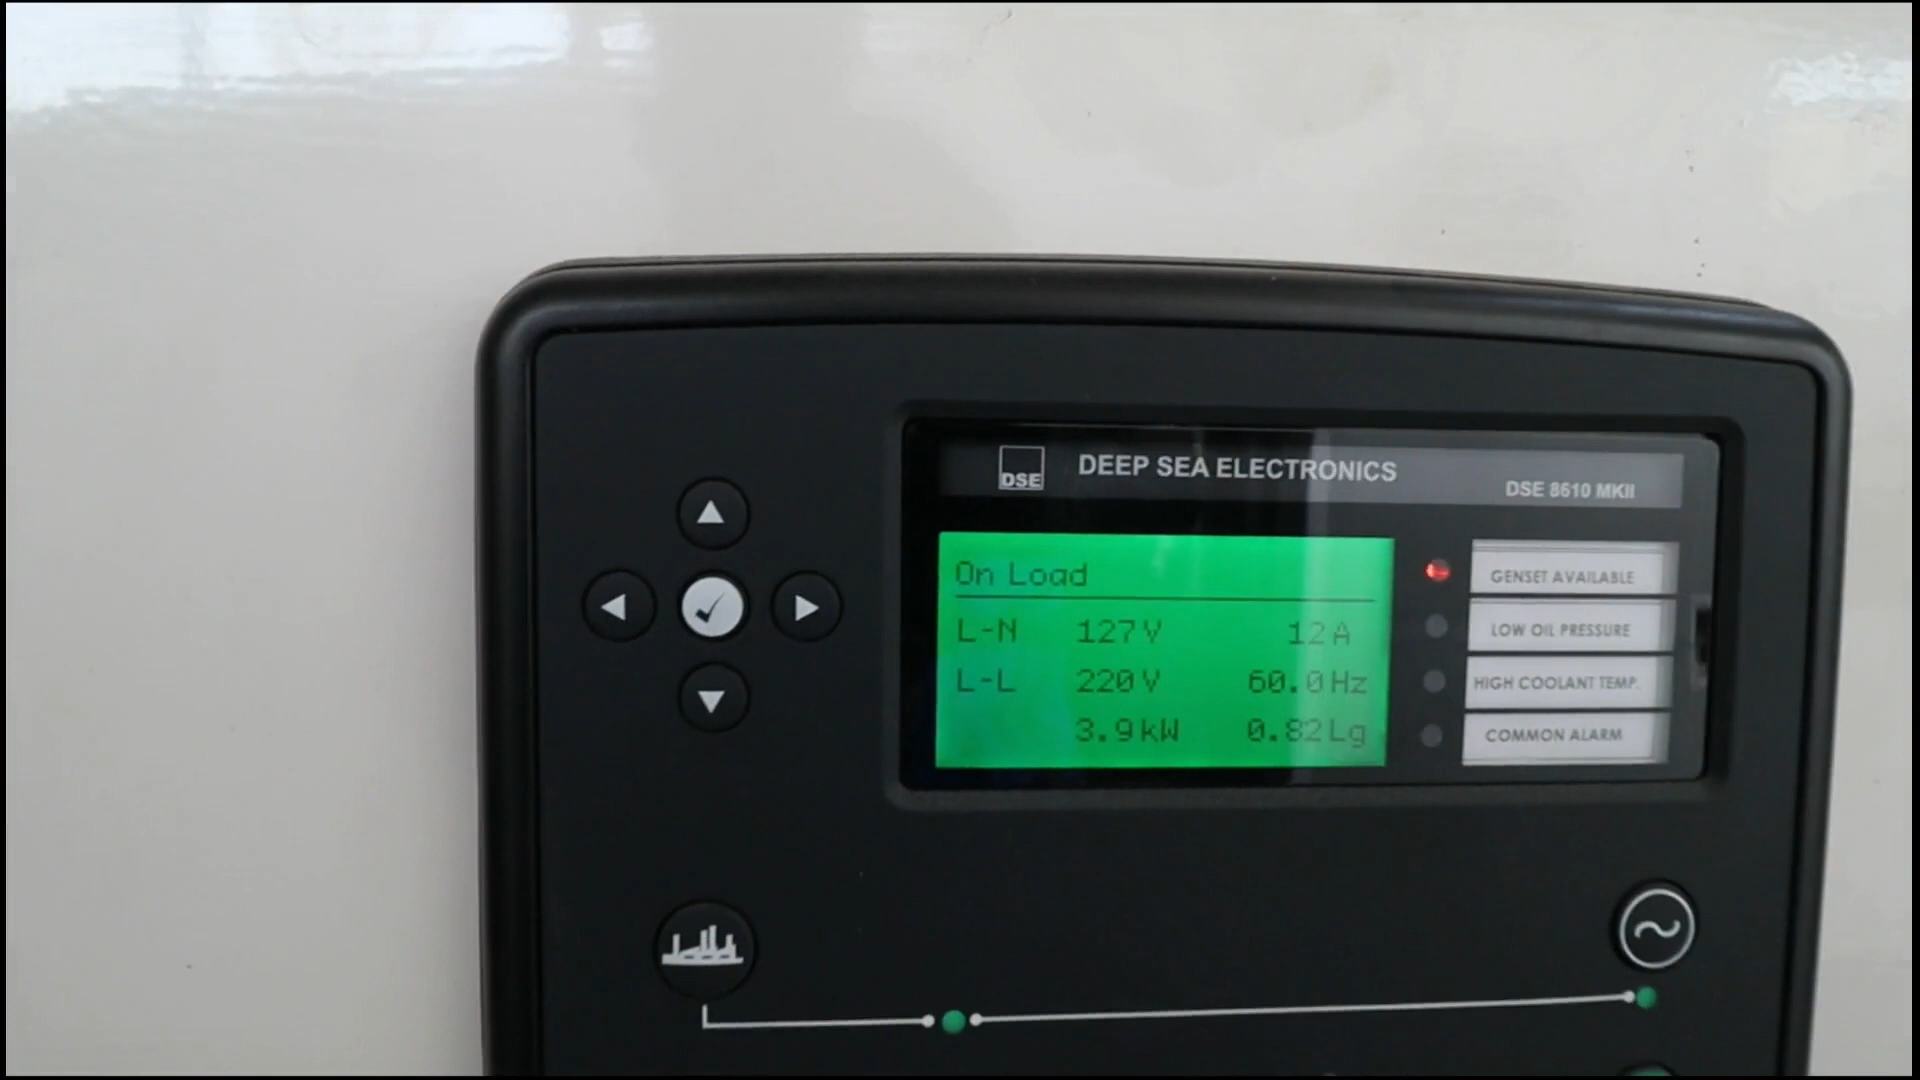 DSE DEEP SEA ELECTRONICS
DSE 8610 MKII
On Load
L-N 127V 12A
L-L 220V 60.0Hz
3.9kW 0.82Lg
GENSET AVAILABLE
LOW OIL PRESSURE
HIGH COOLANT TEMP.
COMMON ALARM